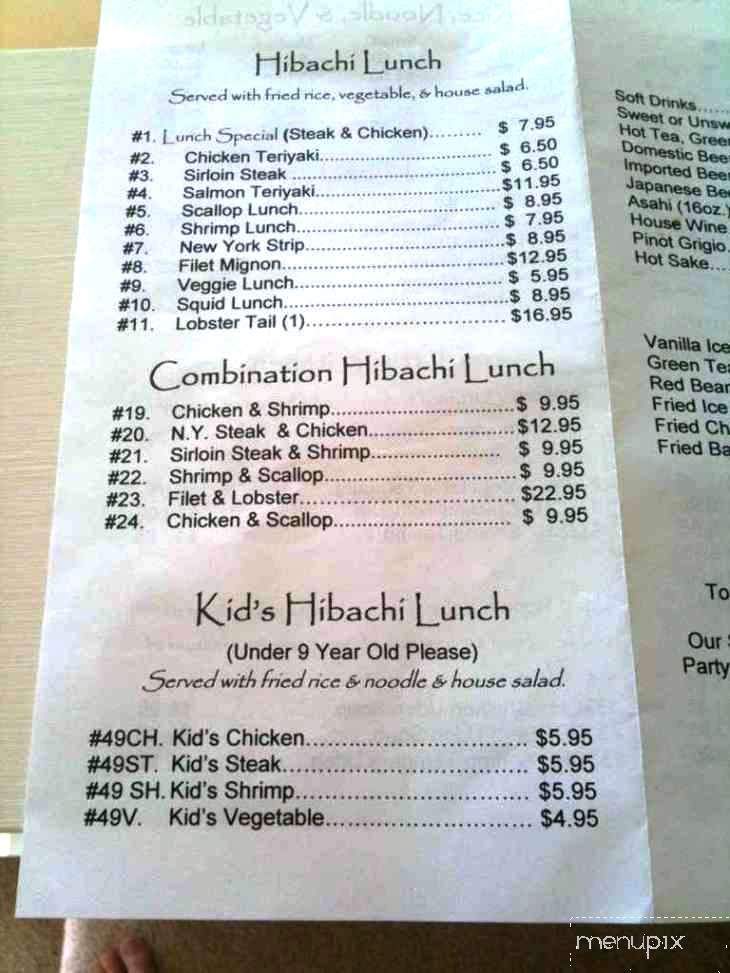 Hibachi Lunch
Served with fried rice, vegetable, & house salad.
#1. Lunch Special (Steak & Chicken)......... $ 7.95
#2. Chicken Teriyaki................................. $ 6.50
#3. Sirloin Steak ....................................... $ 6.50
#4. Salmon Teriyaki...................................$11.95
#5. Scallop Lunch......................................$ 8.95
#6. Shrimp Lunch.......................................$ 7.95
#7. New York Strip.....................................$ 8.95
#8. Filet Mignon.........................................$12.95
#9. Veggie Lunch....................................... $ 5.95
#10. Squid Lunch.........................................$ 8.95
#11. Lobster Tail (1)................................. $16.95
Combination Hibachi Lunch
#19. Chicken & Shrimp................................$ 9.95
#20. N.Y. Steak & Chicken.........................$12.95
#21. Sirloin Steak & Shrimp...................... $ 9.95
#22. Shrimp & Scallop.................................$ 9.95
#23. Filet & Lobster.................................... $22.95
#24. Chicken & Scallop............................... $ 9.95
Kid's Hibachi Lunch
(Under 9 Year Old Please)
Served with fried rice & noodle & house salad.
#49CH. Kid's Chicken................................ $5.95
#49ST. Kid's Steak................................... $5.95
#49 SH. Kid's Shrimp................................. $5.95
#49V. Kid's Vegetable............................. $4.95
Soft Drinks......
Sweet or Unsw
Hot Tea, Gree
Domestic Bee
Imported Bee
Japanese Be
Asahi (16oz.)
House Wine
Pinot Grigio.
Hot Sake....
Vanilla Ice
Green Tea
Red Bean
Fried Ice
Fried Ch
Fried Ba
To
Our
Party
menupix